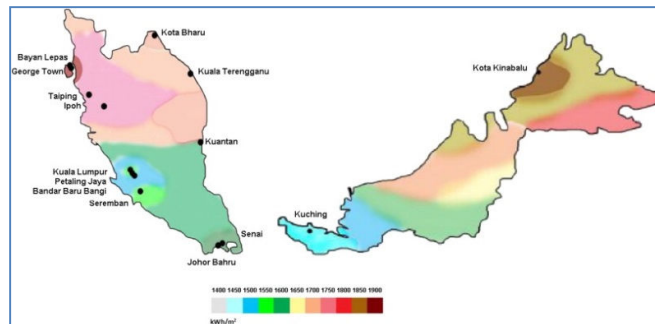 Kota Bharu
Bayan Lepas
George Town
Kuala Terengganu
Kota Kinabalu
Taiping
Ipoh
Kuantan
Kuala Lumpur
Petaling Jaya
Bandar Baru Bangi
Seremban
Kuching
Senai
Johor Bahru
1400 1450 1500 1550 1600 1650 1700 1750 1800 1850 1900
kWh/m²